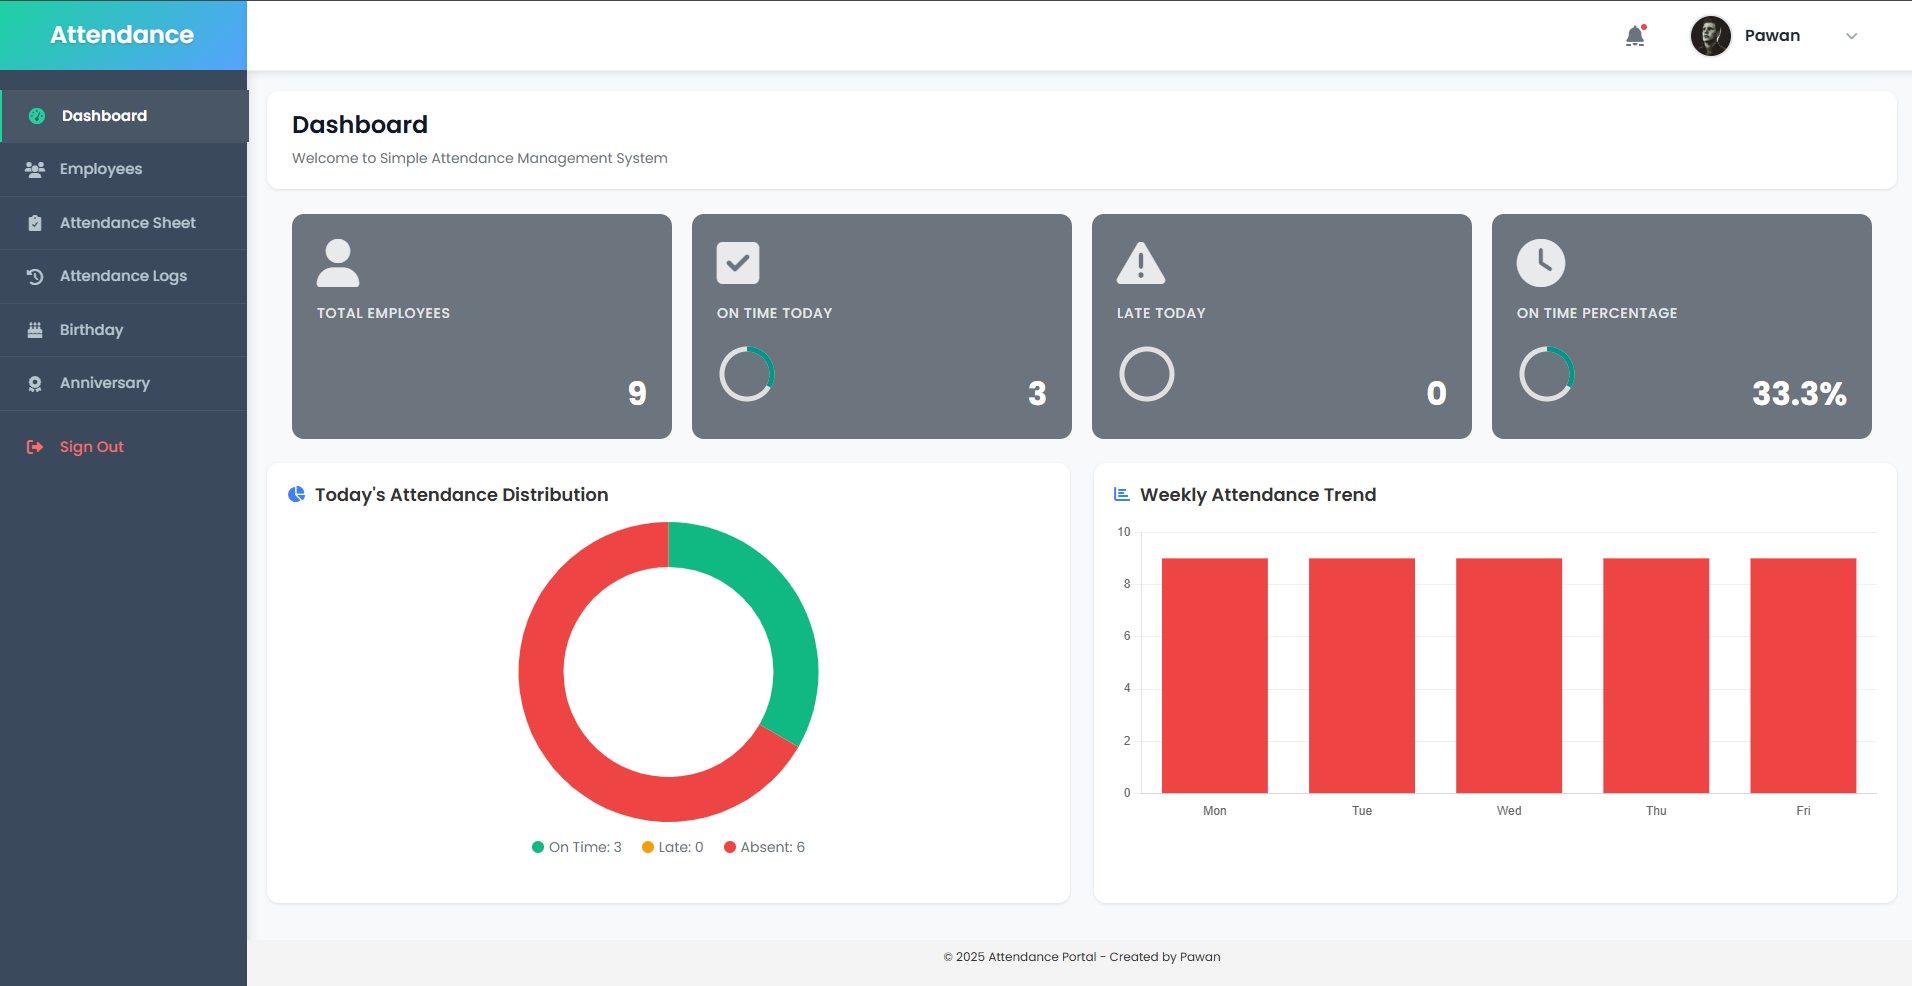 Attendance
Pawan
Dashboard
Employees
Attendance Sheet
Attendance Logs
Birthday
Anniversary
Sign Out
Dashboard
Welcome to Simple Attendance Management System
TOTAL EMPLOYEES
9
ON TIME TODAY
3
LATE TODAY
0
ON TIME PERCENTAGE
33.3%
Today's Attendance Distribution
On Time: 3 Late: 0 Absent: 6
Weekly Attendance Trend
10
8
6
4
2
0
Mon Tue Wed Thu Fri
© 2025 Attendance Portal - Created by Pawan